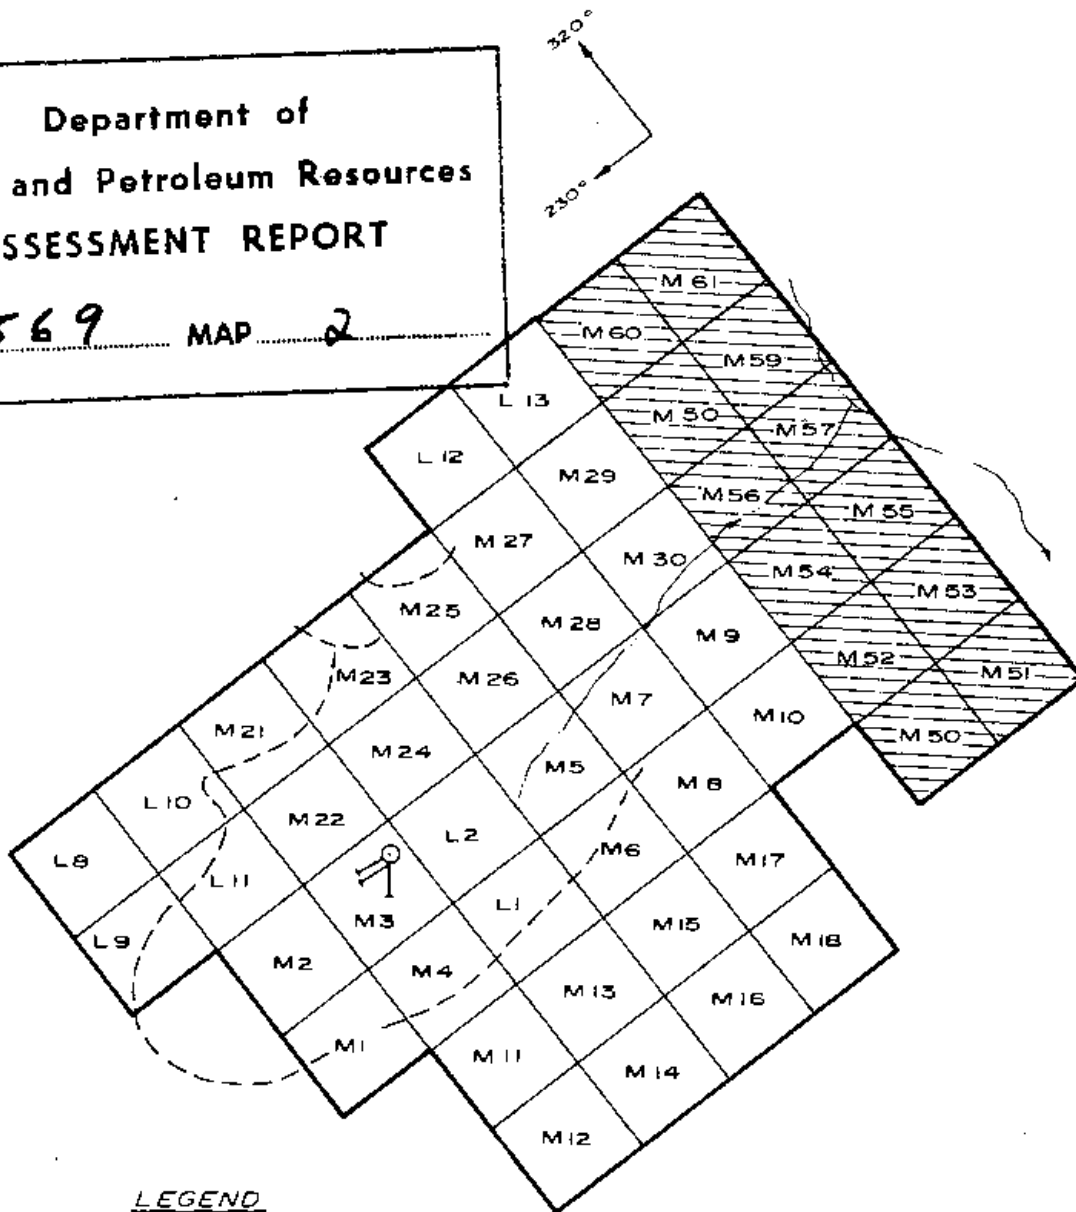 320°
230°
Department of
and Petroleum Resources
SSESSMENT REPORT
569 MAP 2
M 61
M 60
M 59
L 13
M 50
M 57
L 12
M 29
M 56
M 55
M 27
M 30
M 54
M 53
M 25
M 28
M 9
M 52
M 51
M 23
M 26
M 7
M 10
M 50
M 21
M 24
M 5
M 8
L 10
M 22
L 2
M 6
M 17
L 8
L 11
M 3
L 1
M 15
M 18
L 9
M 2
M 4
M 13
M 16
M 1
M 11
M 14
M 12
LEGEND